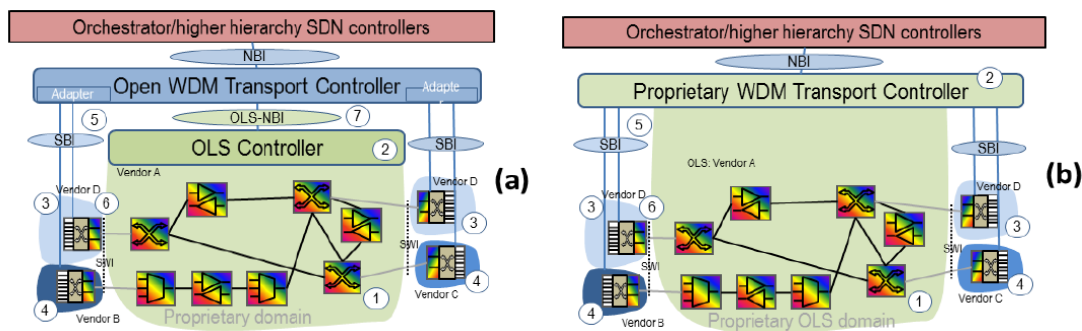 Orchestrator/higher hierarchy SDN controllers
NBI
Adapter
Open WDM Transport Controller
Adapte
r
5
OLS-NBI
7
SBI
OLS Controller
2
SBI
Vendor A
Vendor D
3
6
Vendor D
3
SWI
SWI
4
Vendor B
1
4
Vendor C
Proprietary domain
(a)
Orchestrator/higher hierarchy SDN controllers
NBI
2
Proprietary WDM Transport Controller
5
SBI
SBI
OLS: Vendor A
Vendor D
3
6
Vendor D
3
SWI
SWI
4
Vendor B
1
4
Vendor C
Proprietary OLS domain
(b)